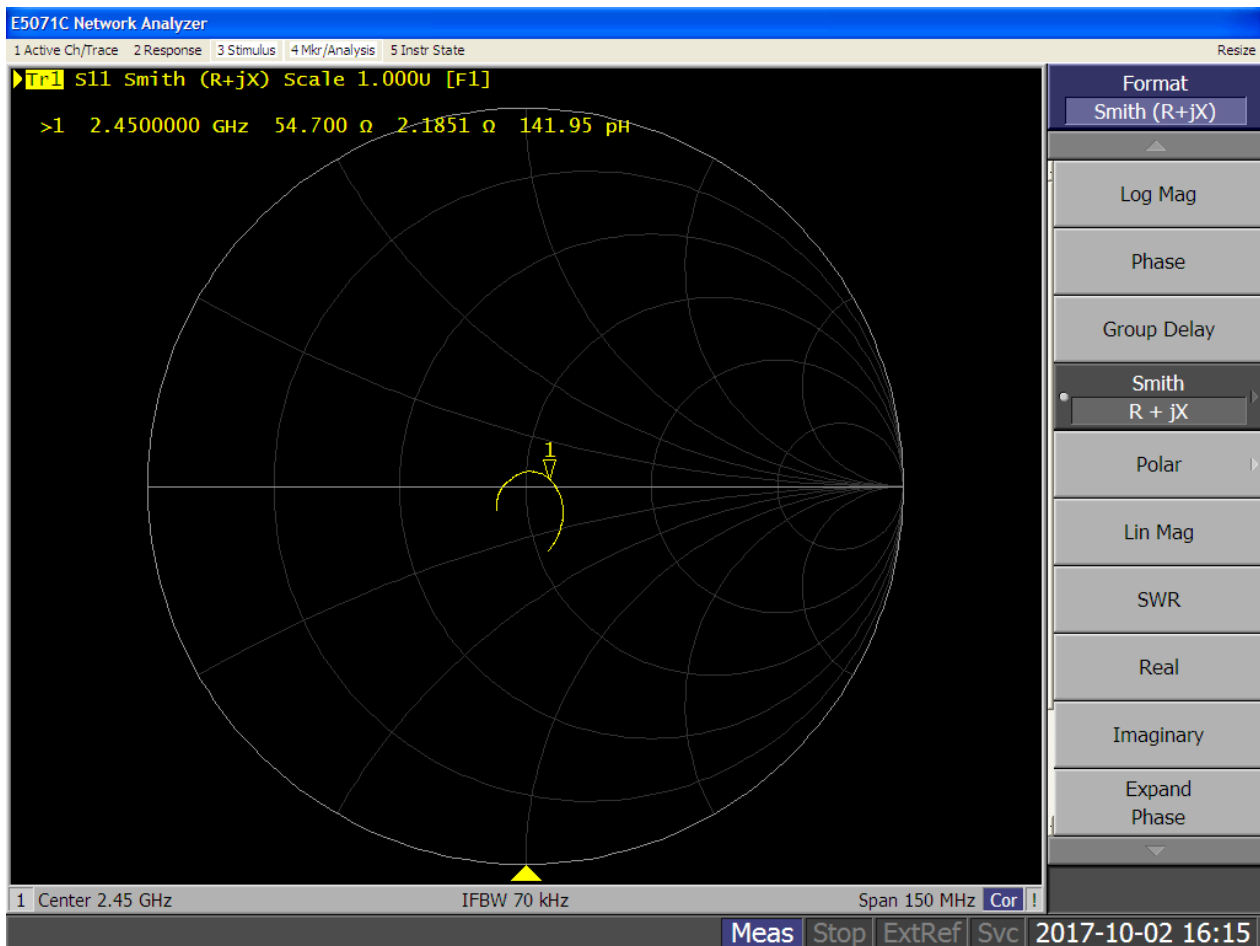 E5071C Network Analyzer
1 Active Ch/Trace 2 Response 3 Stimulus 4 Mkr/Analysis 5 Instr State Resize
Tr1 S11 Smith (R+jX) Scale 1.000U [F1]
>1 2.4500000 GHz 54.700 Ω 2.1851 Ω 141.95 pH
1
Format
Smith (R+jX)
Log Mag
Phase
Group Delay
Smith
R + jX
Polar
Lin Mag
SWR
Real
Imaginary
Expand
Phase
1 Center 2.45 GHz IFBW 70 kHz Span 150 MHz Cor !
Meas Stop ExtRef Svc 2017-10-02 16:15